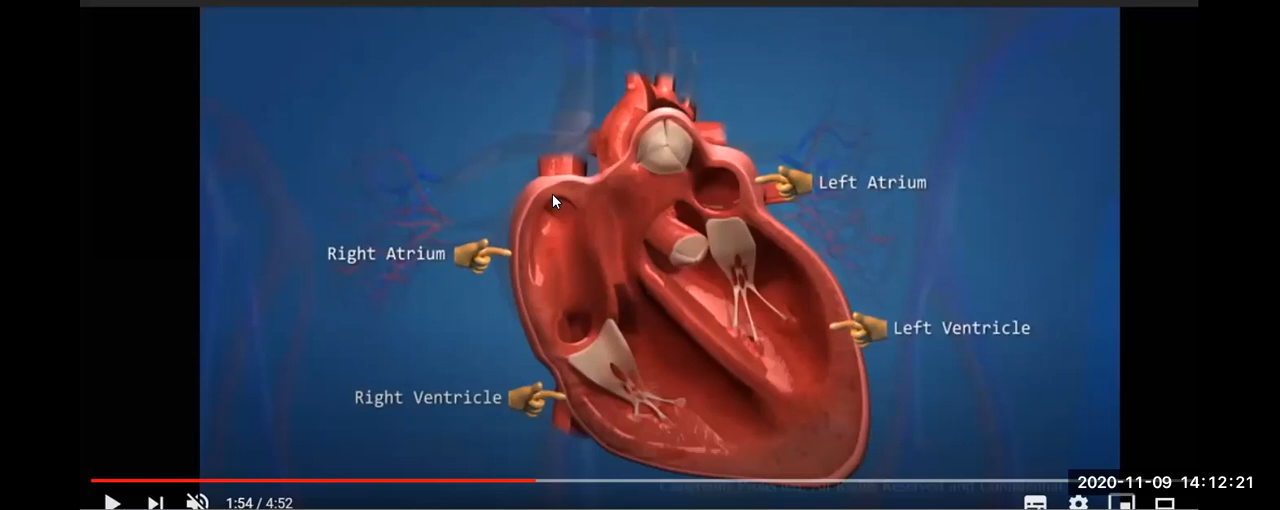 Left Atrium
Right Atrium
Left Ventricle
Right Ventricle
2020-11-09 14:12:21
1:54 / 4:52